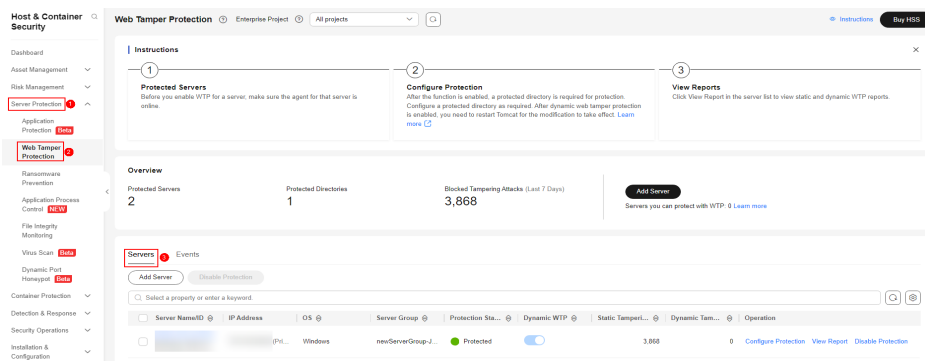 Host & Container
Security
Dashboard
Asset Management
Risk Management
Server Protection 1
Application
Protection Beta
Web Tamper
Protection 2
Ransomware
Prevention
Application Process
Control NEW
File Integrity
Monitoring
Virus Scan Beta
Dynamic Port
Honeypot Beta
Container Protection
Detection & Response
Security Operations
Installation &
Configuration
Web Tamper Protection ? Enterprise Project ? All projects
Instructions Buy HSS
Instructions
1
Protected Servers
Before you enable WTP for a server, make sure the agent for that server is
online.
2
Configure Protection
After the function is enabled, a protected directory is required for protection.
Configure a protected directory as required. After dynamic web tamper protection
is enabled, you need to restart Tomcat for the modification to take effect. Learn
more
3
View Reports
Click View Report in the server list to view static and dynamic WTP reports.
Overview
Protected Servers
2
Protected Directories
1
Blocked Tampering Attacks (Last 7 Days)
3,868
Add Server
Servers you can protect with WTP: 0 Learn more
Servers 3 Events
Add Server Disable Protection
Select a property or enter a keyword.
Server Name/ID IP Address OS Server Group Protection Sta... Dynamic WTP Static Tamperi... Dynamic Tam... Operation
(Pri... Windows newServerGroup-J... Protected 3,868 0 Configure Protection View Report Disable Protection